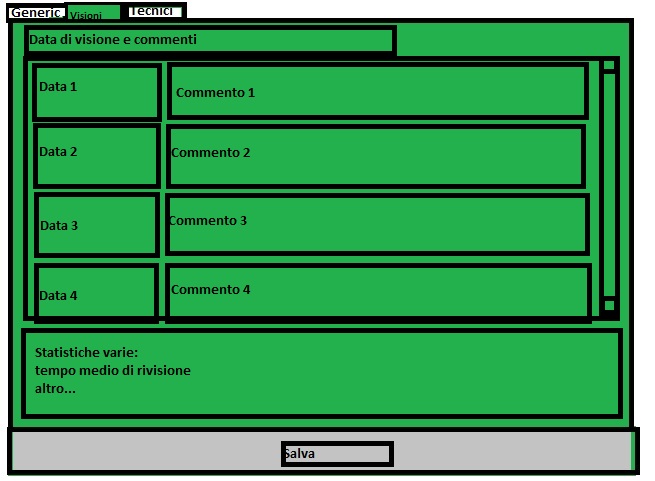 Generic
Visioni
Tecnici
Data di visione e commenti
Data 1
Commento 1
Data 2
Commento 2
Data 3
Commento 3
Data 4
Commento 4
Statistiche varie:
tempo medio di rivisione
altro...
Salva